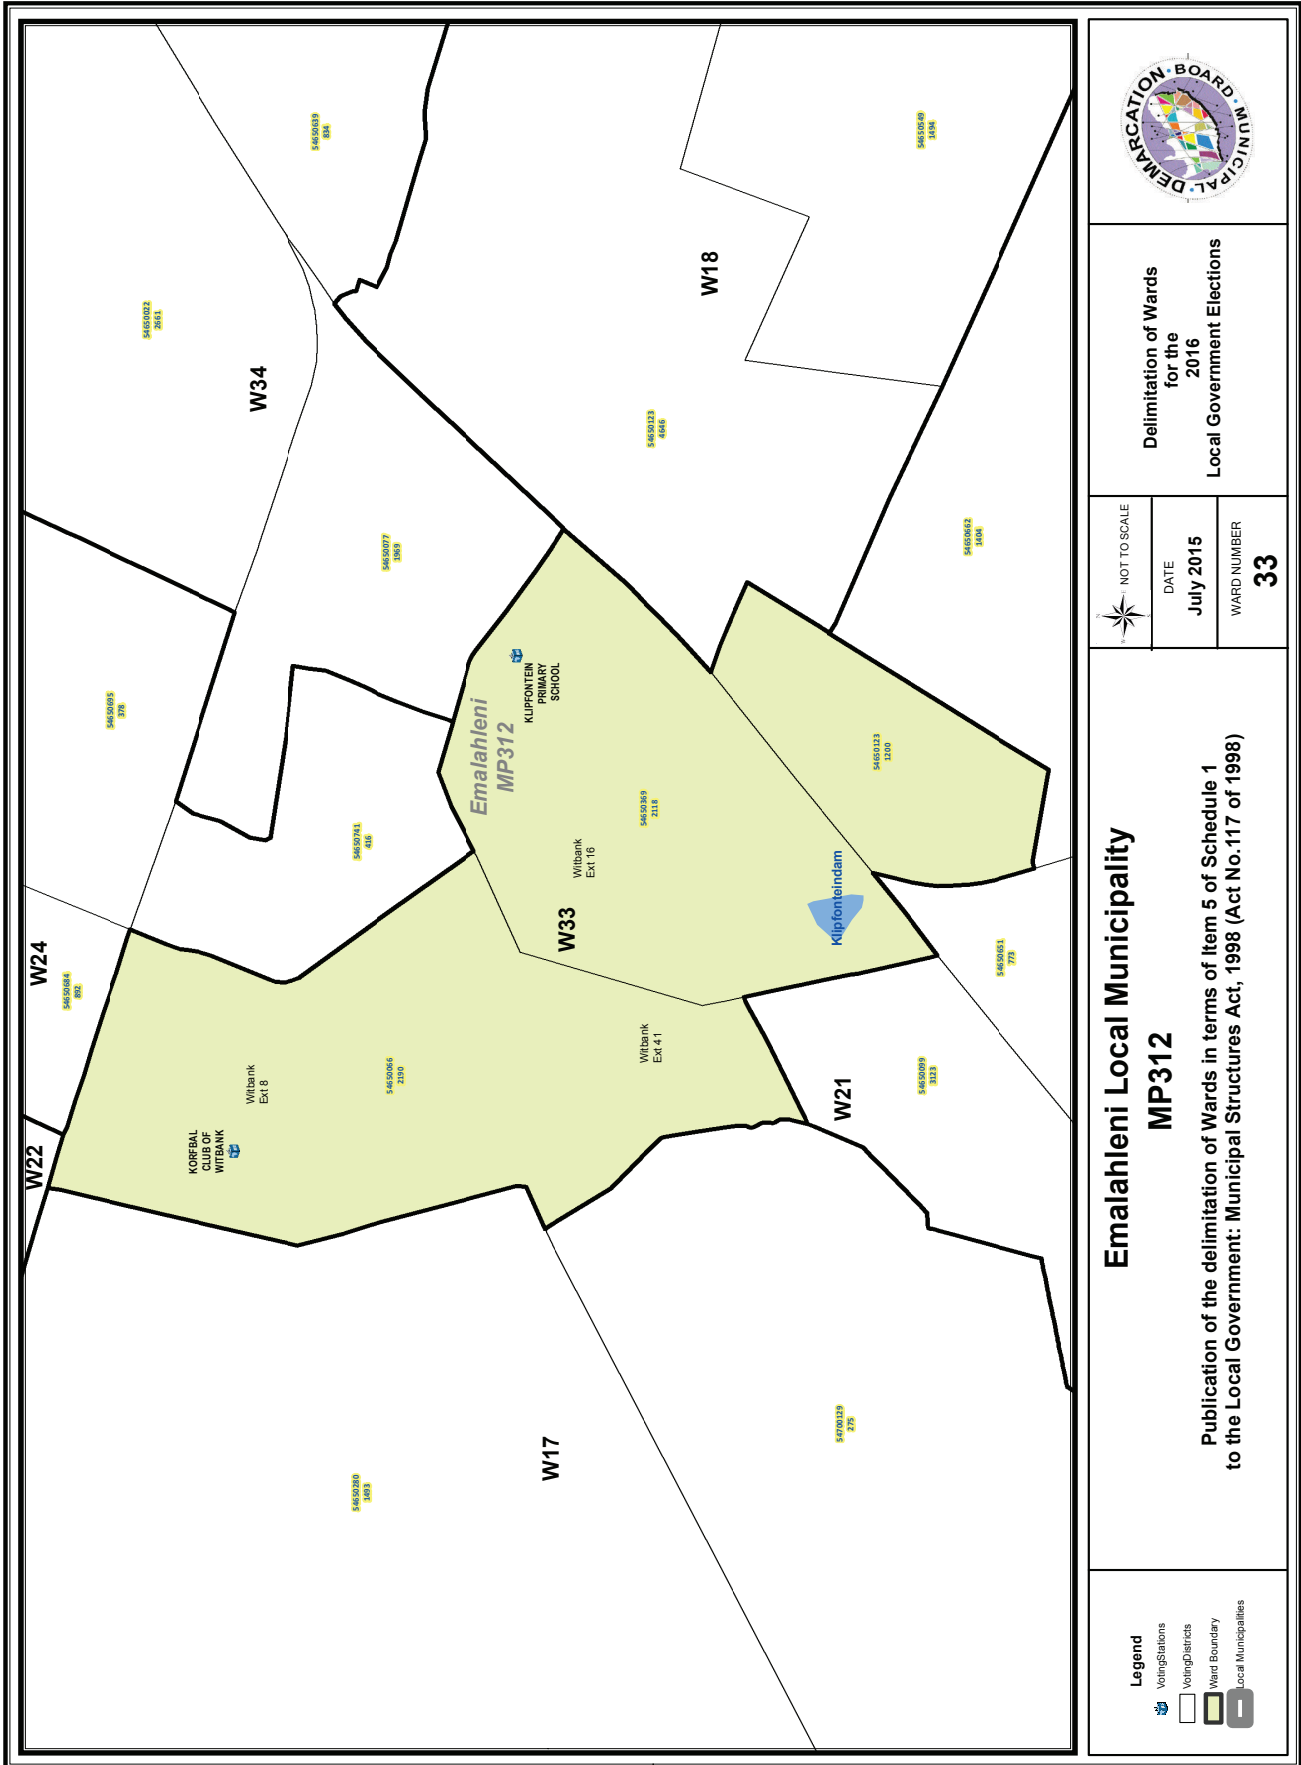 W22
W24
54650684
892
54650695
378
54650022
2661
W34
54650639
834
KORFBAL
CLUB OF
WITBANK
Witbank
Ext 8
54650066
2190
54650741
416
54650077
1969
54650280
1493
Emalahleni
MP312
KLIPFONTEIN
PRIMARY
SCHOOL
W17
W33
Witbank
Ext 16
Witbank
Ext 41
54650369
2118
54650123
4646
W18
54700129
275
W21
Klipfonteindam
54650123
1200
54650099
3123
54650549
1494
54650651
773
54650662
1404
Legend
VotingStations
VotingDistricts
Ward Boundary
Local Municipalities
Emalahleni Local Municipality
MP312
Publication of the delimitation of Wards in terms of Item 5 of Schedule 1
to the Local Government: Municipal Structures Act, 1998 (Act No.117 of 1998)
N
W E
S
NOT TO SCALE
DATE
July 2015
WARD NUMBER
33
Delimitation of Wards
for the
2016
Local Government Elections
MUNICIPAL • DEMARCATION • BOARD •